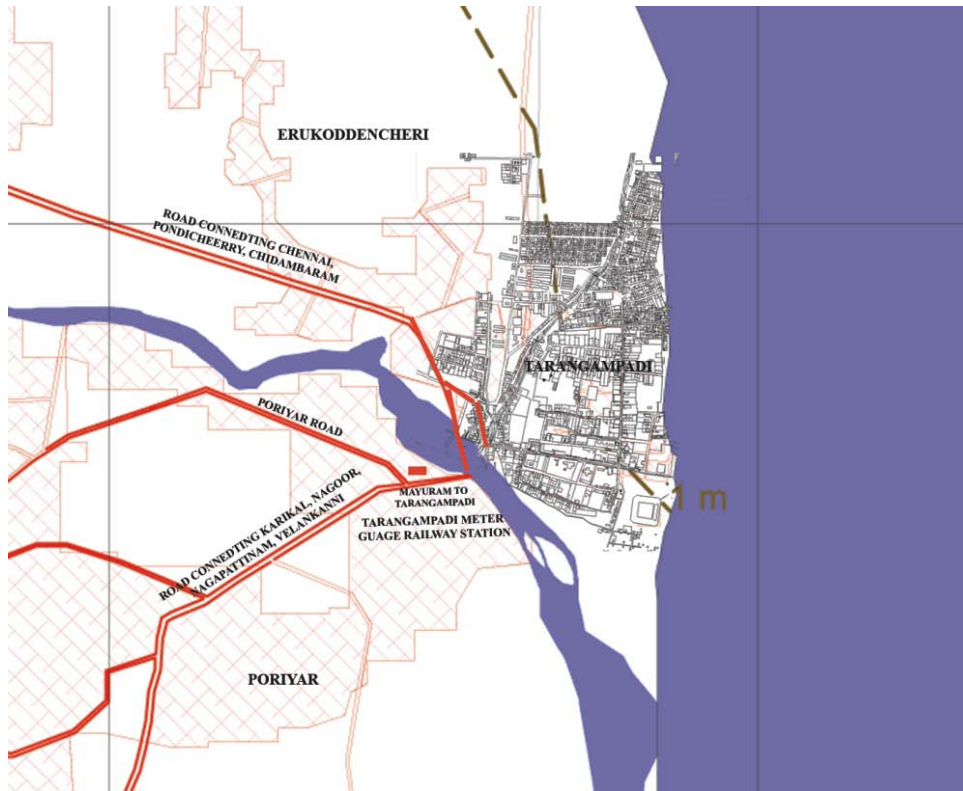 ERUKODDENCHERI
ROAD CONNEDTING CHENNAI,
PONDICHEERRY, CHIDAMBARAM
TARANGAMPADI
PORIYAR ROAD
MAYURAM TO
TARANGAMPADI
1 m
TARANGAMPADI METER
GUAGE RAILWAY STATION
ROAD CONNEDTING KARIKAL, NAGOOR,
NAGAPATTINAM, VELANKANNI
PORIYAR